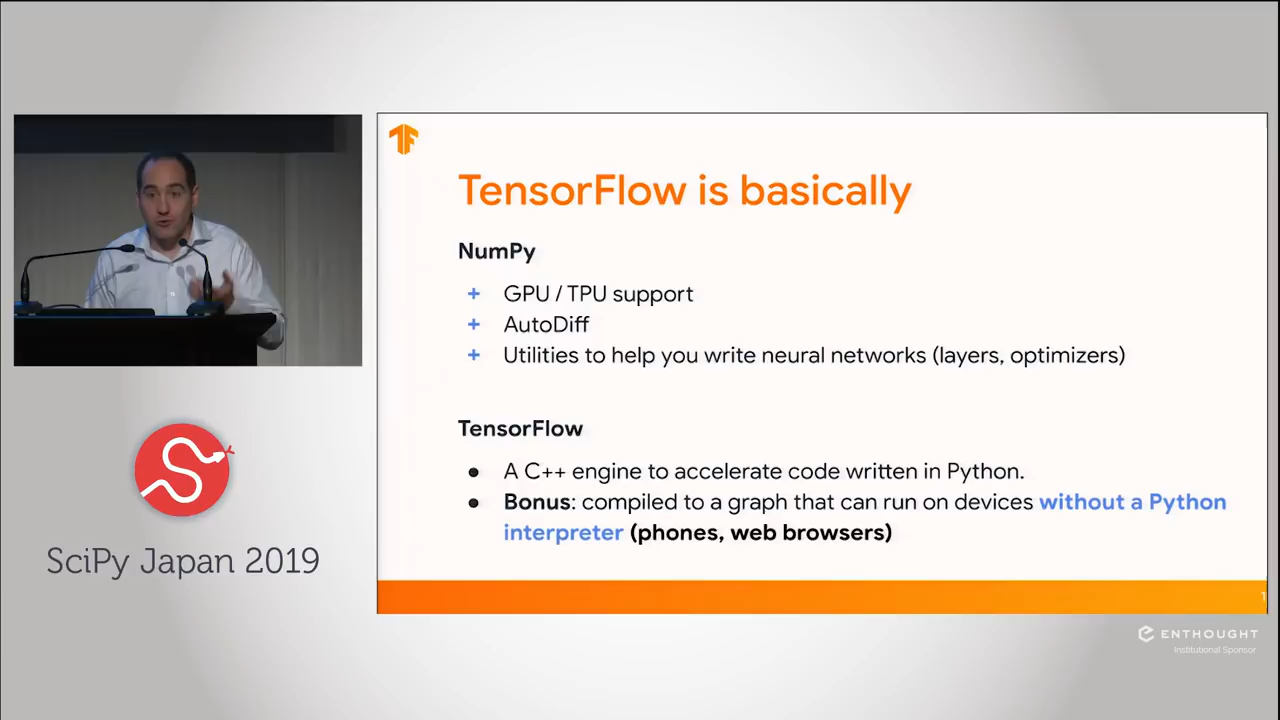 TensorFlow is basically
NumPy
+ GPU / TPU support
+ AutoDiff
+ Utilities to help you write neural networks (layers, optimizers)
TensorFlow
● A C++ engine to accelerate code written in Python.
● Bonus: compiled to a graph that can run on devices without a Python
interpreter (phones, web browsers)
SciPy Japan 2019
ENTHOUGHT
Institutional Sponsor